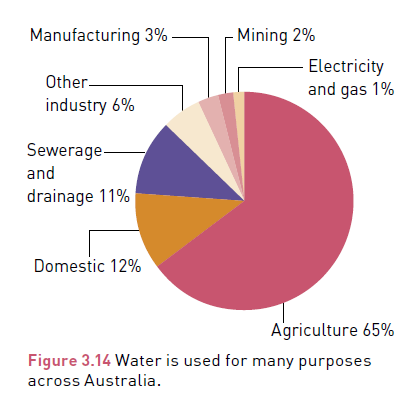 Manufacturing 3%
Mining 2%
Electricity
and gas 1%
Other
industry 6%
Sewerage
and
drainage 11%
Domestic 12%
Agriculture 65%
Figure 3.14 Water is used for many purposes
across Australia.